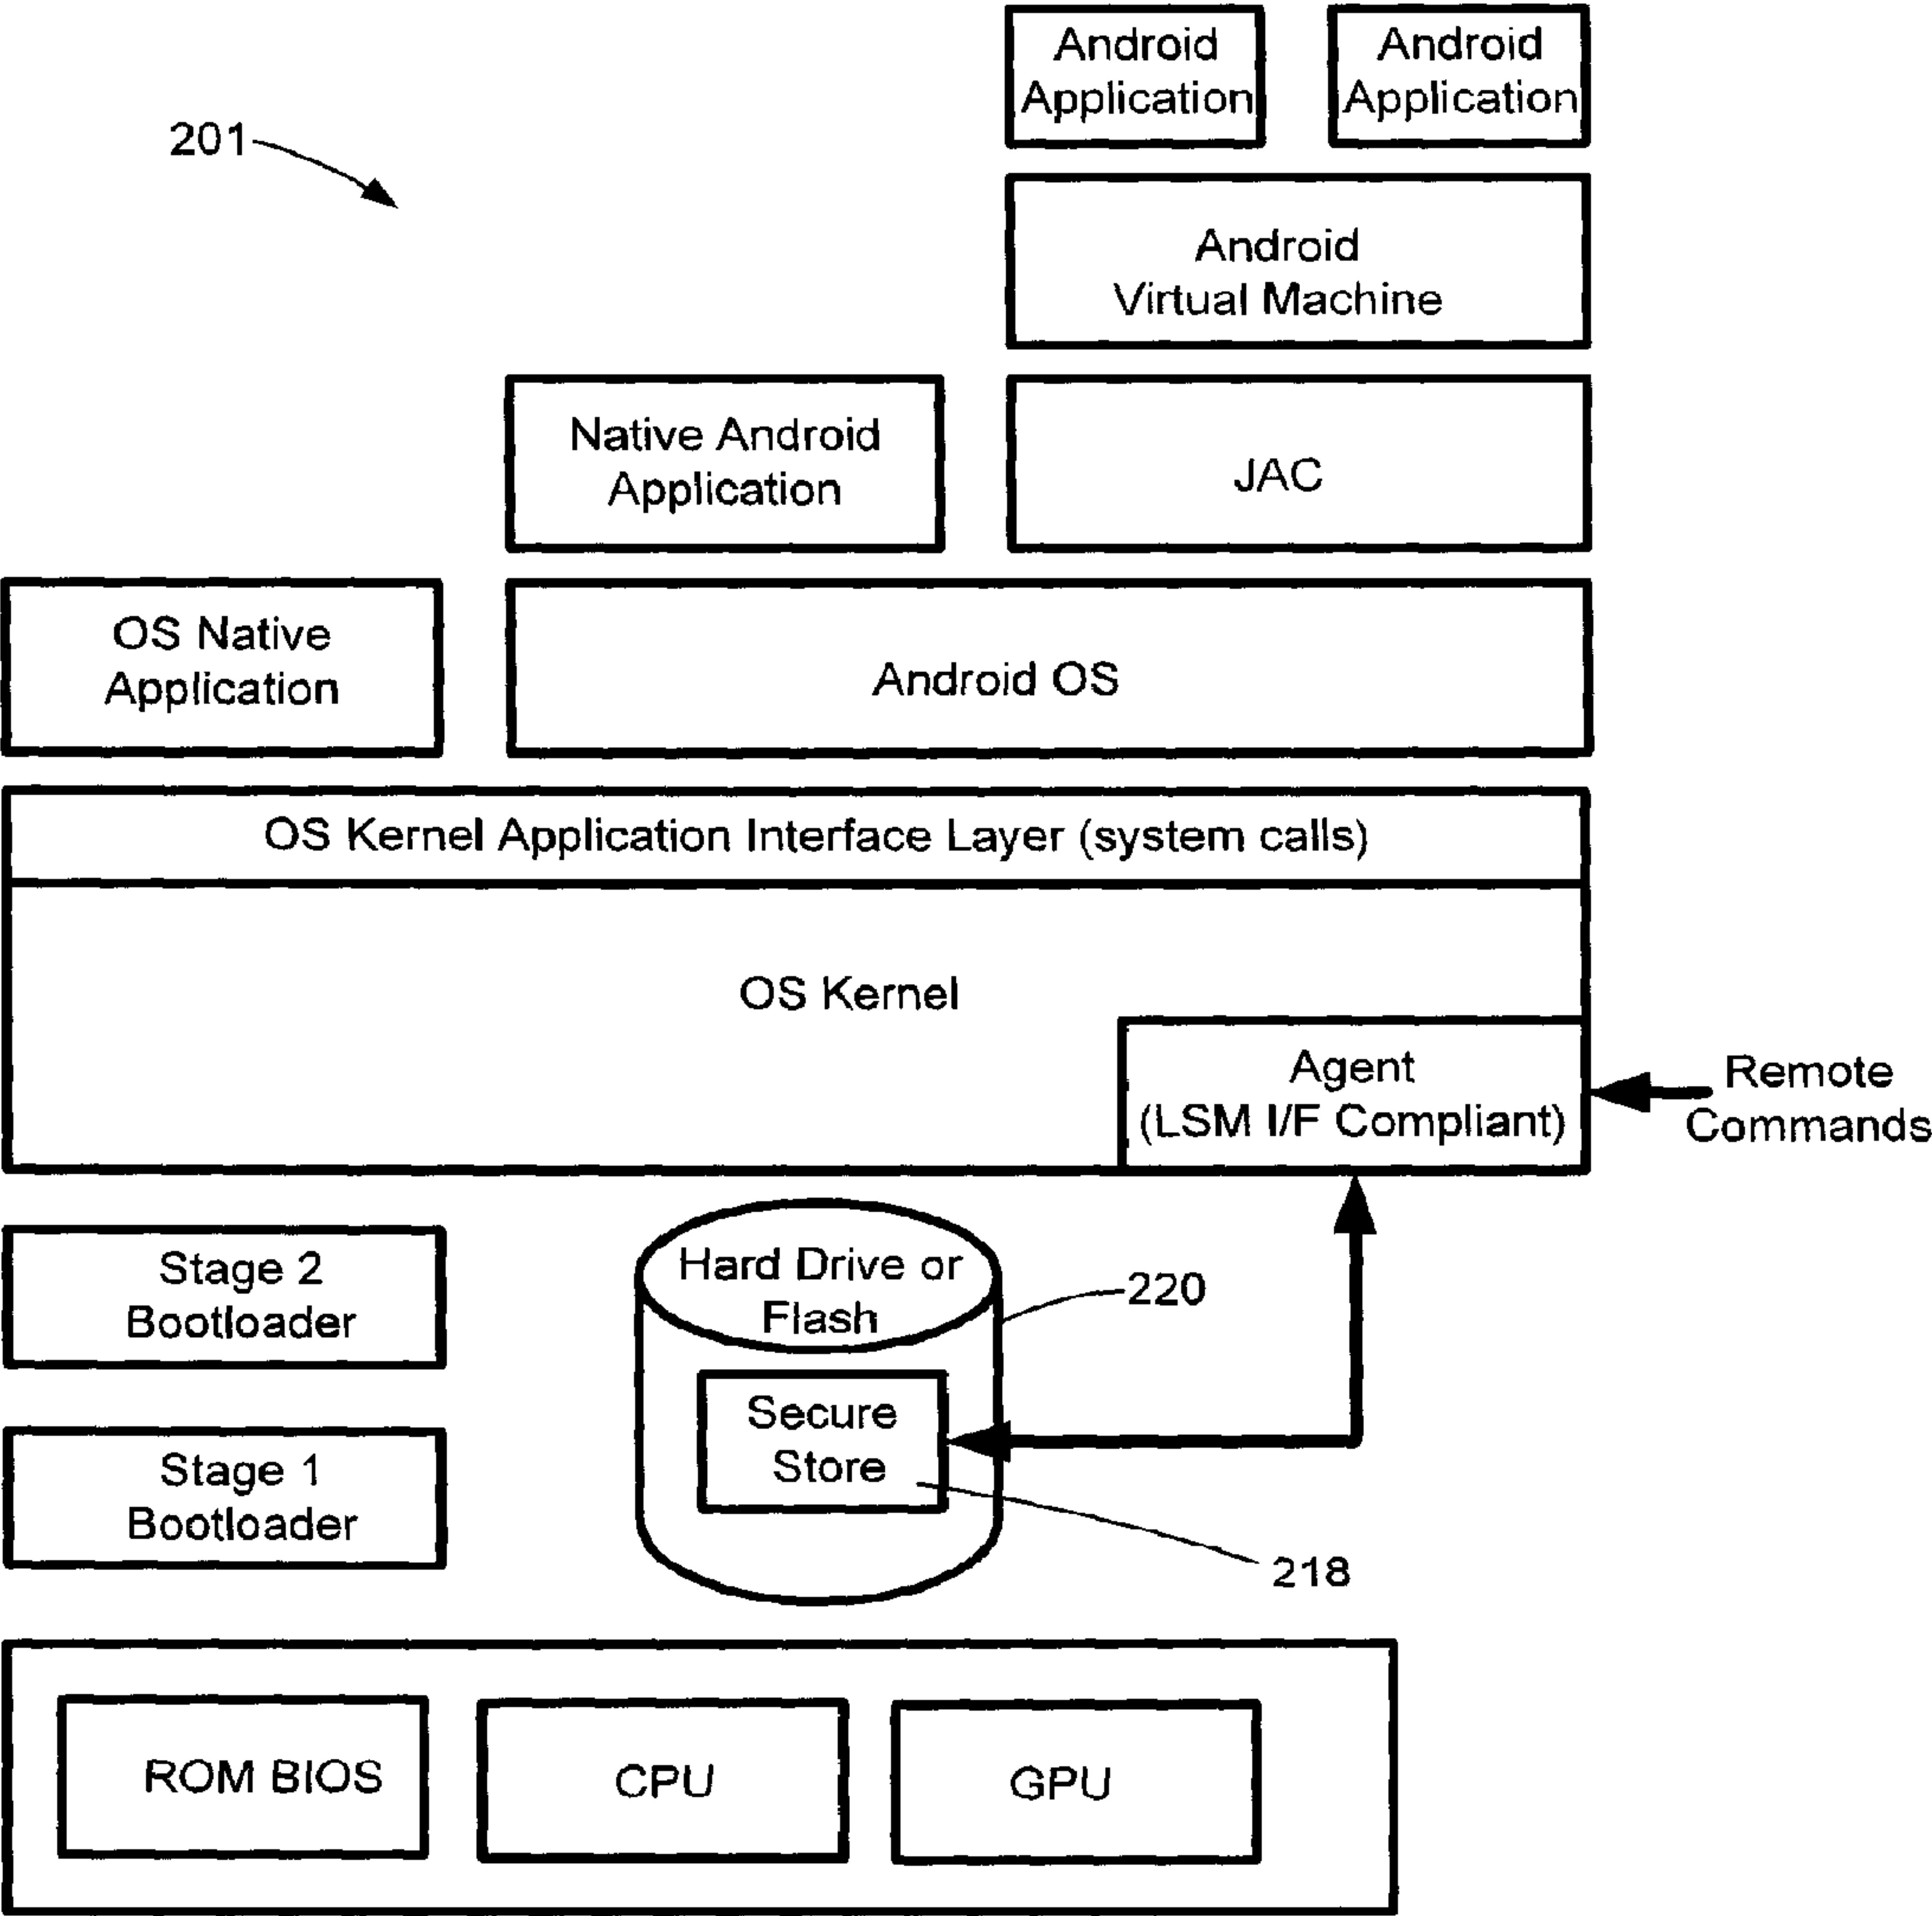 Android
Application
Android
Application
201
Android
Virtual Machine
Native Android
Application
JAC
OS Native
Application
Android OS
OS Kernel Application Interface Layer (system calls)
OS Kernel
Agent
(LSM I/F Compliant)
Remote
Commands
Stage 2
Bootloader
Hard Drive or
Flash
220
Secure
Store
Stage 1
Bootloader
218
ROM BIOS
CPU
GPU